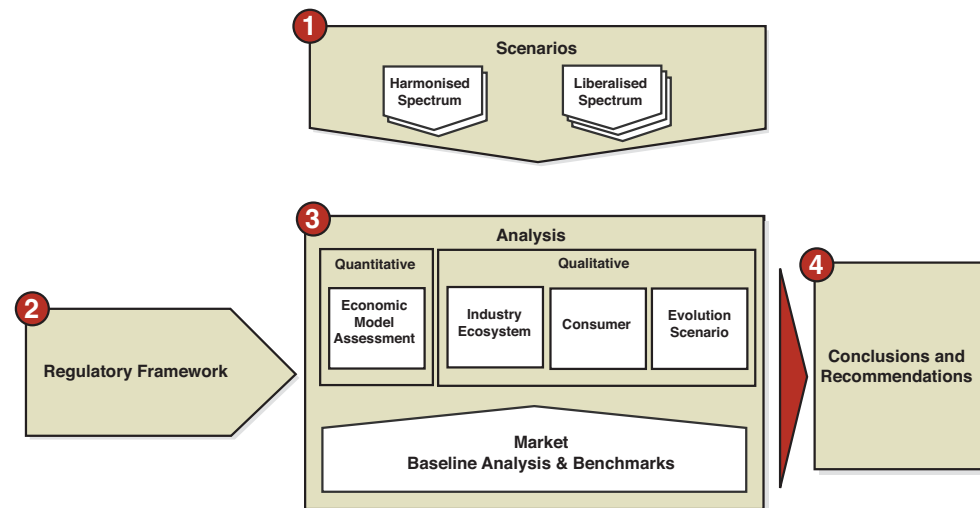 1
Scenarios
Harmonised
Spectrum
Liberalised
Spectrum
2
Regulatory Framework
3
Analysis
Quantitative
Economic
Model
Assessment
Qualitative
Industry
Ecosystem
Consumer
Evolution
Scenario
Market
Baseline Analysis & Benchmarks
4
Conclusions and
Recommendations